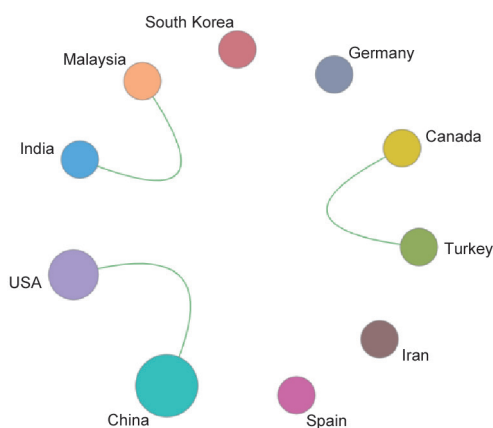 South Korea
Germany
Malaysia
Canada
India
Turkey
USA
Iran
China
Spain